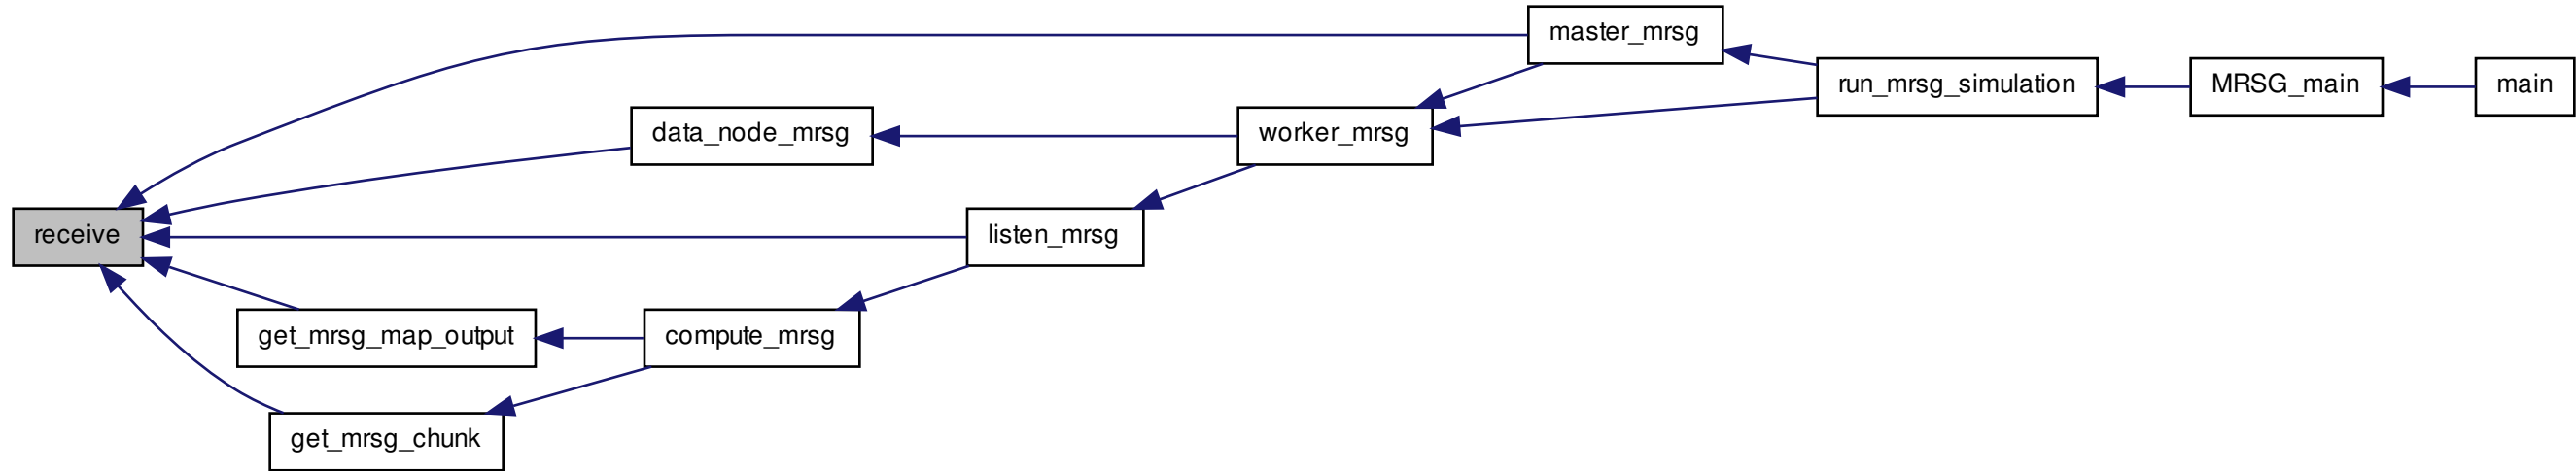 master_mrsg
run_mrsg_simulation
MRSG_main
main
data_node_mrsg
worker_mrsg
receive
listen_mrsg
get_mrsg_map_output
compute_mrsg
get_mrsg_chunk